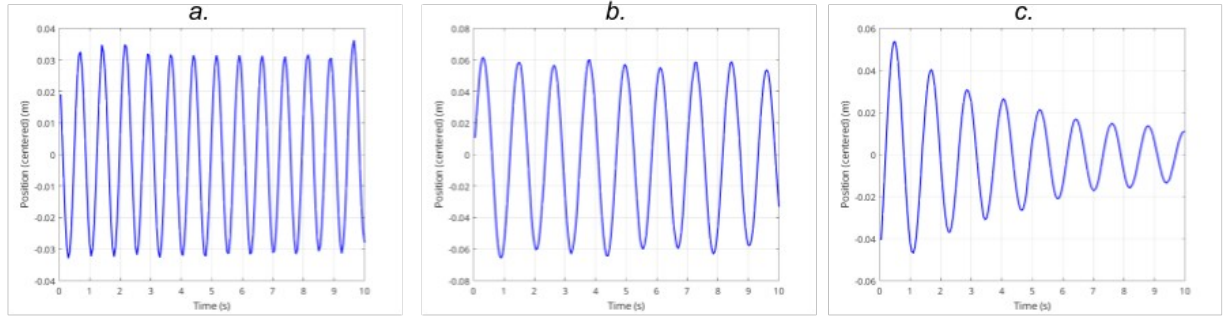 a.
0.04
0.03
0.02
0.01
0
-0.01
-0.02
-0.03
-0.04
Position (centered) (m)
0 1 2 3 4 5 6 7 8 9 10
Time (s)
b.
0.08
0.06
0.04
0.02
0
-0.02
-0.04
-0.06
-0.08
Position (centered) (m)
0 1 2 3 4 5 6 7 8 9 10
Time (s)
c.
0.06
0.04
0.02
0
-0.02
-0.04
-0.06
Position (centered) (m)
0 1 2 3 4 5 6 7 8 9 10
Time (s)